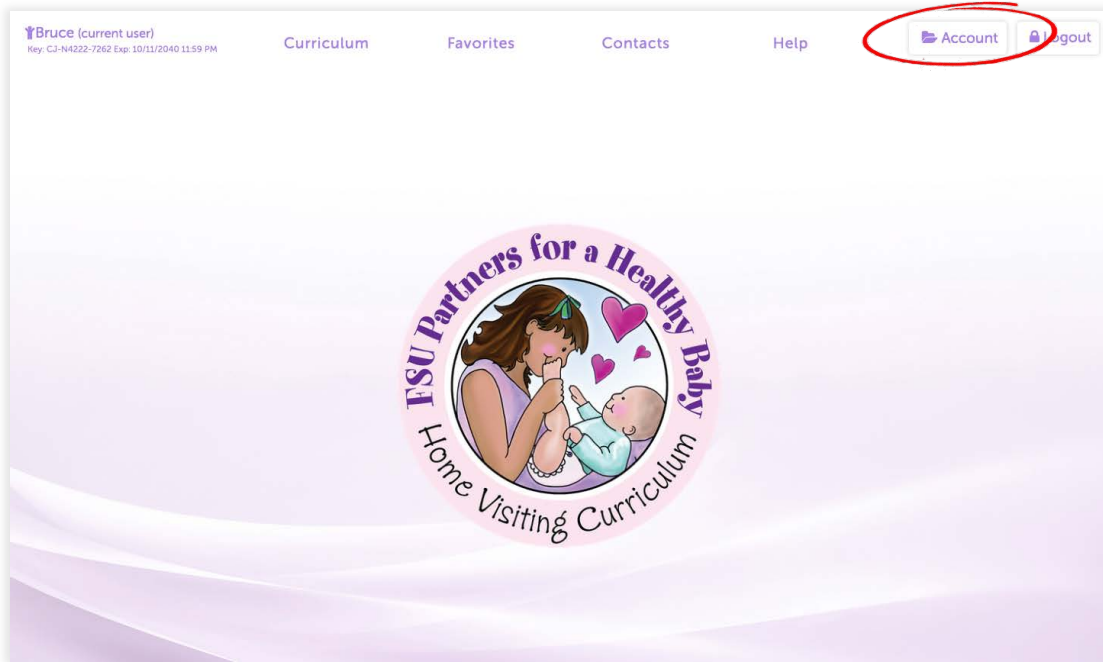 Bruce (current user)
Key: CJ-N4222-7262 Exp: 10/11/2040 11:59 PM
Curriculum
Favorites
Contacts
Help
Account
Logout
FSU Partners for a Healthy Baby
Home Visiting Curriculum